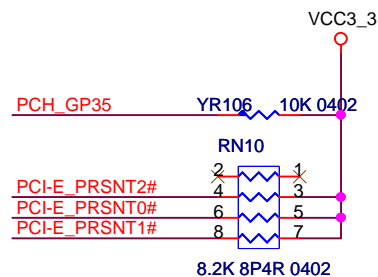 VCC3_3
PCH_GP35 YR106 10K 0402
RN10
2 1
PCI-E_PRSNT2# 4 3
PCI-E_PRSNT0# 6 5
PCI-E_PRSNT1# 8 7
8.2K 8P4R 0402